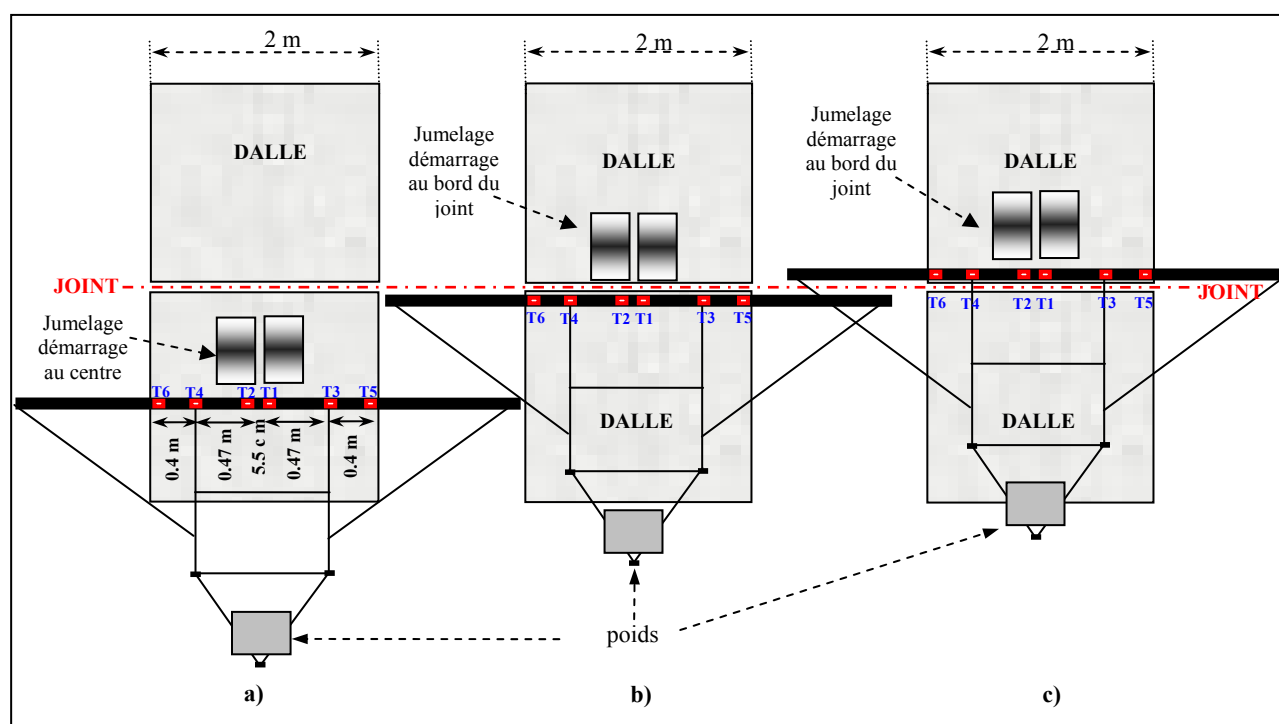 2 m
DALLE
JOINT
Jumelage
démarrage
au centre
T6 T4 T2 T1 T3 T5
0.4 m
0.47 m
5.5 c m
0.47 m
0.4 m
a)
2 m
Jumelage
démarrage
au bord du
joint
DALLE
T6 T4 T2 T1 T3 T5
DALLE
poids
b)
2 m
Jumelage
démarrage
au bord du
joint
DALLE
JOINT
T6 T4 T2 T1 T3 T5
DALLE
c)